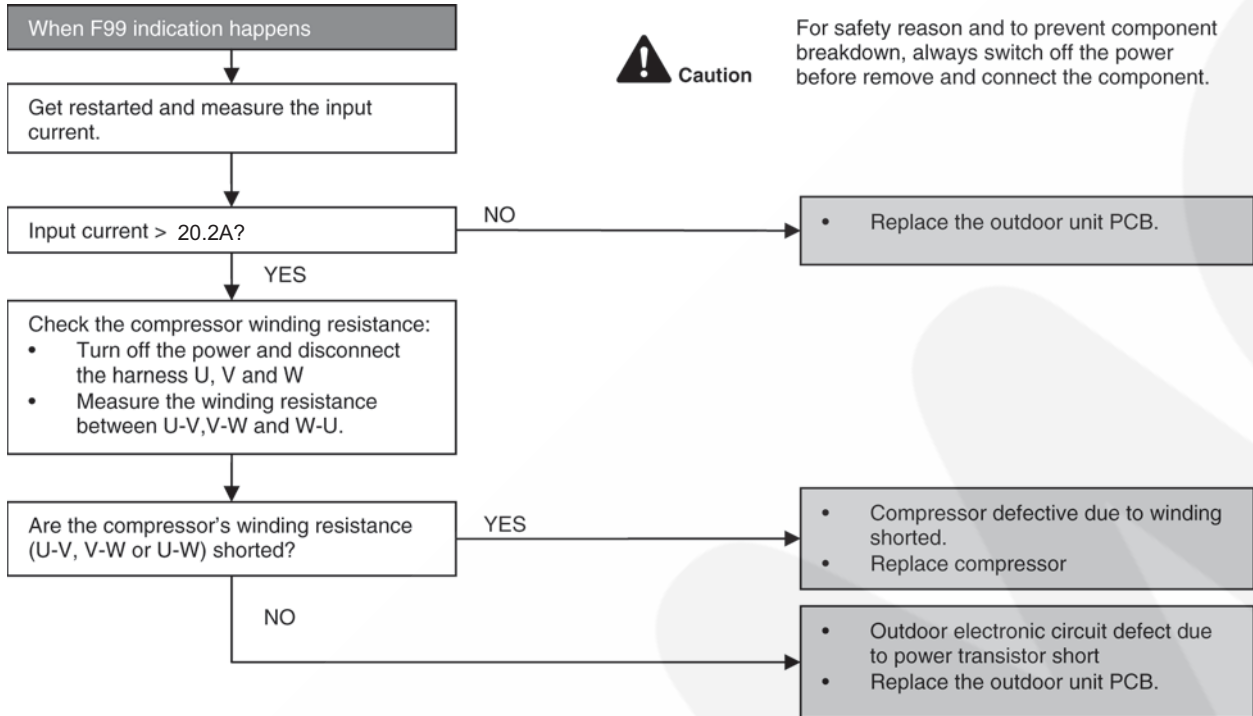 When F99 indication happens
Caution
For safety reason and to prevent component
breakdown, always switch off the power
before remove and connect the component.
Get restarted and measure the input
current.
Input current > 20.2A?
NO
• Replace the outdoor unit PCB.
YES
Check the compressor winding resistance:
• Turn off the power and disconnect
the harness U, V and W
• Measure the winding resistance
between U-V,V-W and W-U.
Are the compressor's winding resistance
(U-V, V-W or U-W) shorted?
YES
• Compressor defective due to winding
shorted.
• Replace compressor
NO
• Outdoor electronic circuit defect due
to power transistor short
• Replace the outdoor unit PCB.